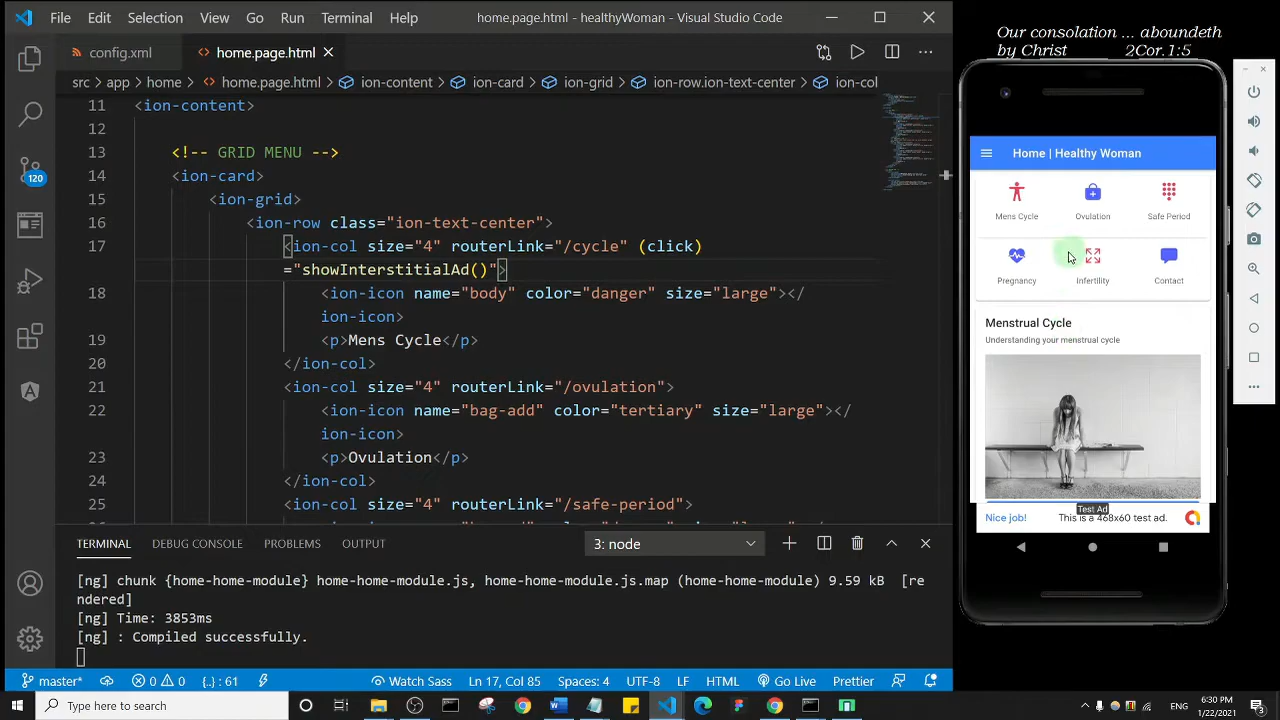 File Edit Selection View Go Run Terminal Help home.page.html - healthyWoman - Visual Studio Code
config.xml home.page.html
src > app > home > home.page.html > ion-content > ion-card > ion-grid > ion-row.ion-text-center > ion-col
11 <ion-content>
12
13 <!-- GRID MENU -->
14 <ion-card>
15 <ion-grid>
16 <ion-row class="ion-text-center">
17 <ion-col size="4" routerLink="/cycle" (click)
="showInterstitialAd()">
18 <ion-icon name="body" color="danger" size="large"></
ion-icon>
19 <p>Mens Cycle</p>
20 </ion-col>
21 <ion-col size="4" routerLink="/ovulation">
22 <ion-icon name="bag-add" color="tertiary" size="large"></
ion-icon>
23 <p>Ovulation</p>
24 </ion-col>
25 <ion-col size="4" routerLink="/safe-period">
TERMINAL DEBUG CONSOLE PROBLEMS OUTPUT 3: node
[ng] chunk {home-home-module} home-home-module.js, home-home-module.js.map (home-home-module) 9.59 kB [re
ndered]
[ng] Time: 3853ms
[ng] : Compiled successfully.
120
master* 0 0 {..} : 61 Watch Sass Ln 17, Col 85 Spaces: 4 UTF-8 LF HTML Go Live Prettier
Type here to search
6:30 PM
1/22/2021
Our consolation ... aboundeth
by Christ 2Cor.1:5
Home | Healthy Woman
Mens Cycle Ovulation Safe Period
Pregnancy Infertility Contact
Menstrual Cycle
Understanding your menstrual cycle
Test Ad
Nice job! This is a 468x60 test ad.